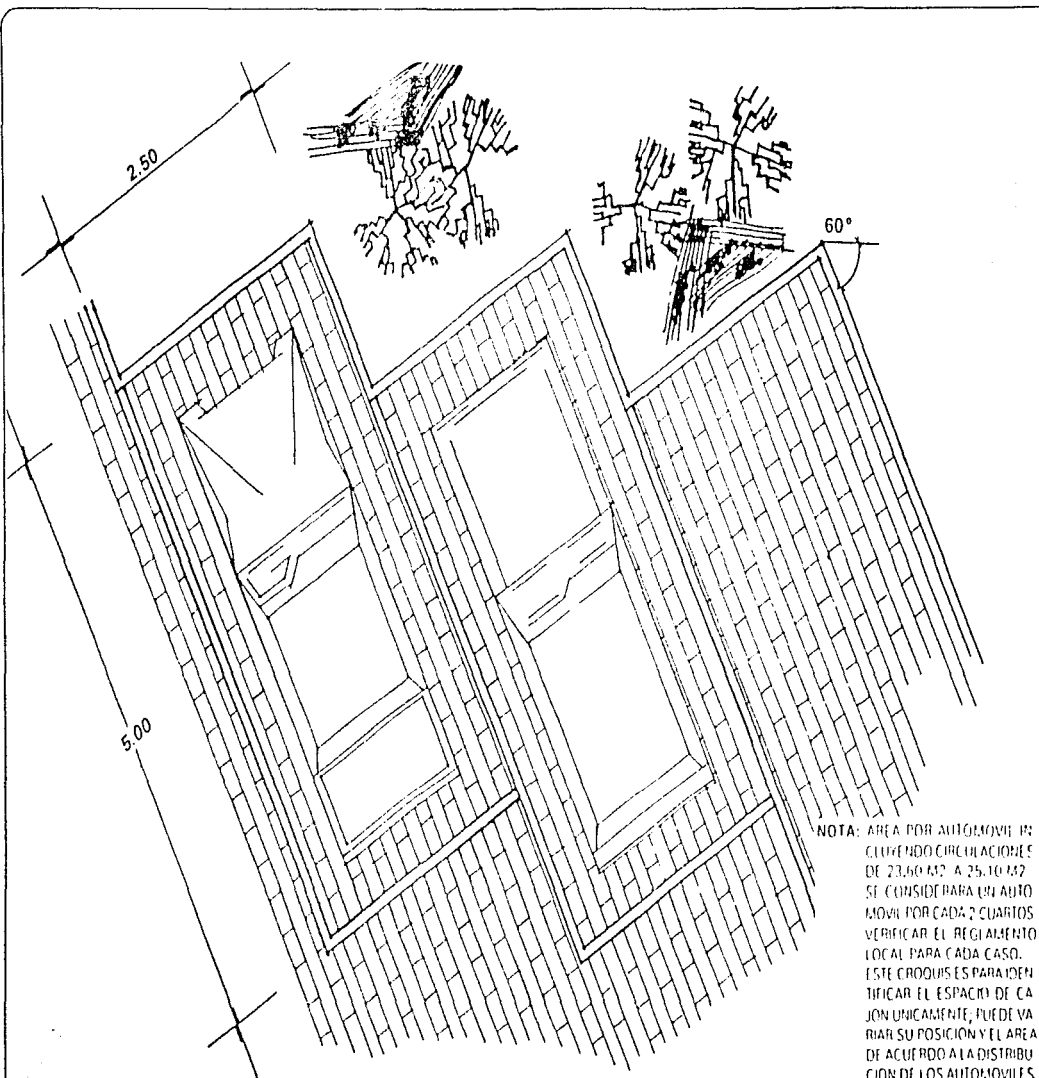 2.50
60°
5.00
NOTA: AREA POR AUTOMOVIL IN
CLUYENDO CIRCULACIONES
DE 23.60 M2 A 25.10 M2
SE CONSIDERARA UN AUTO
MOVIL POR CADA 2 CUARTOS
VERIFICAR EL REGLAMENTO
LOCAL PARA CADA CASO.
ESTE CROQUIS ES PARA IDEN
TIFICAR EL ESPACIO DE CA
JON UNICAMENTE; PUEDE VA
RIAR SU POSICION Y EL AREA
DE ACUERDO A LA DISTRIBU
CION DE LOS AUTOMOVILES